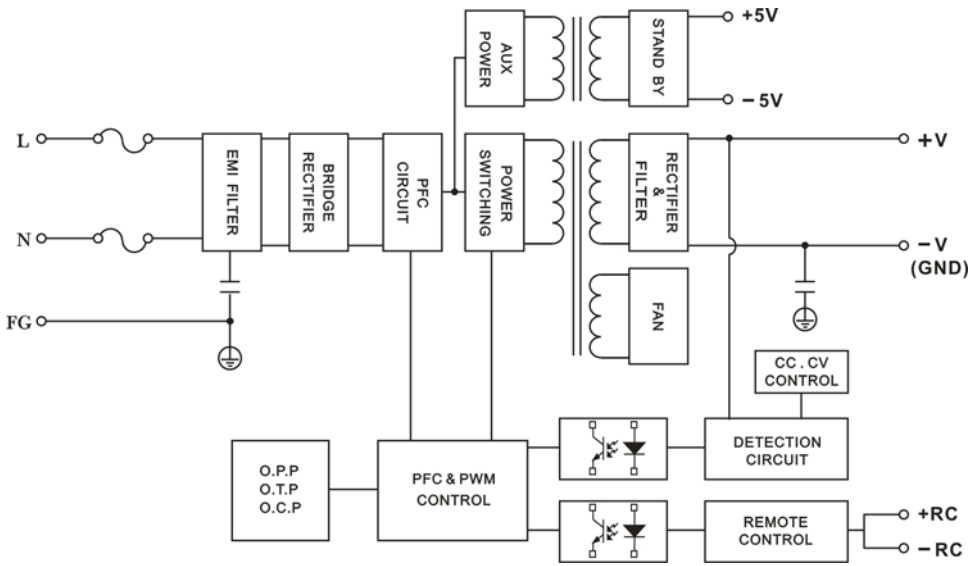 AUX
POWER
STAND BY
+5V
−5V
L
N
FG
EMI FILTER
BRIDGE
RECTIFIER
PFC
CIRCUIT
POWER
SWITCHING
RECTIFIER
&
FILTER
+V
−V
(GND)
FAN
CC . CV
CONTROL
O.P.P
O.T.P
O.C.P
PFC & PWM
CONTROL
DETECTION
CIRCUIT
REMOTE
CONTROL
+RC
−RC